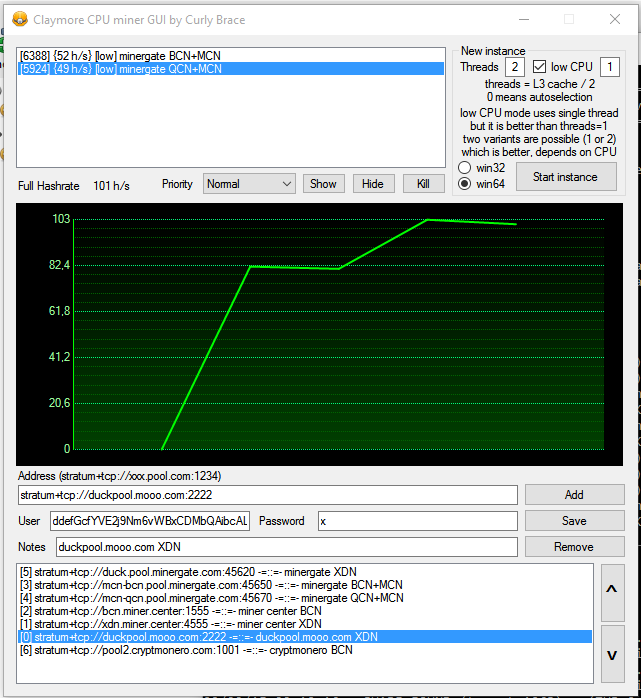 Claymore CPU miner GUI by Curly Brace
[6388] {52 h/s} [low] minergate BCN+MCN
[5924] {49 h/s} [low] minergate QCN+MCN
New instance
Threads 2 low CPU 1
threads = L3 cache / 2
0 means autoselection
low CPU mode uses single thread
but it is better than threads=1
two variants are possible (1 or 2)
which is better, depends on CPU
win32
win64
Start instance
Full Hashrate 101 h/s Priority Normal Show Hide Kill
103
82,4
61,8
41,2
20,6
0
Address (stratum+tcp://xxx.pool.com:1234)
stratum+tcp://duckpool.mooo.com:2222 Add
User ddefGcfYVE2j9Nm6vWBxCDMbQAibcAL Password x Save
Notes duckpool.mooo.com XDN Remove
[5] stratum+tcp://duck.pool.minergate.com:45620 -=::=- minergate XDN
[3] stratum+tcp://mcn-bcn.pool.minergate.com:45650 -=::=- minergate BCN+MCN
[4] stratum+tcp://mcn-qcn.pool.minergate.com:45670 -=::=- minergate QCN+MCN
[2] stratum+tcp://bcn.miner.center:1555 -=::=- miner center BCN
[1] stratum+tcp://xdn.miner.center:4555 -=::=- miner center XDN
[0] stratum+tcp://duckpool.mooo.com:2222 -=::=- duckpool.mooo.com XDN
[6] stratum+tcp://pool2.cryptmonero.com:1001 -=::=- cryptmonero BCN